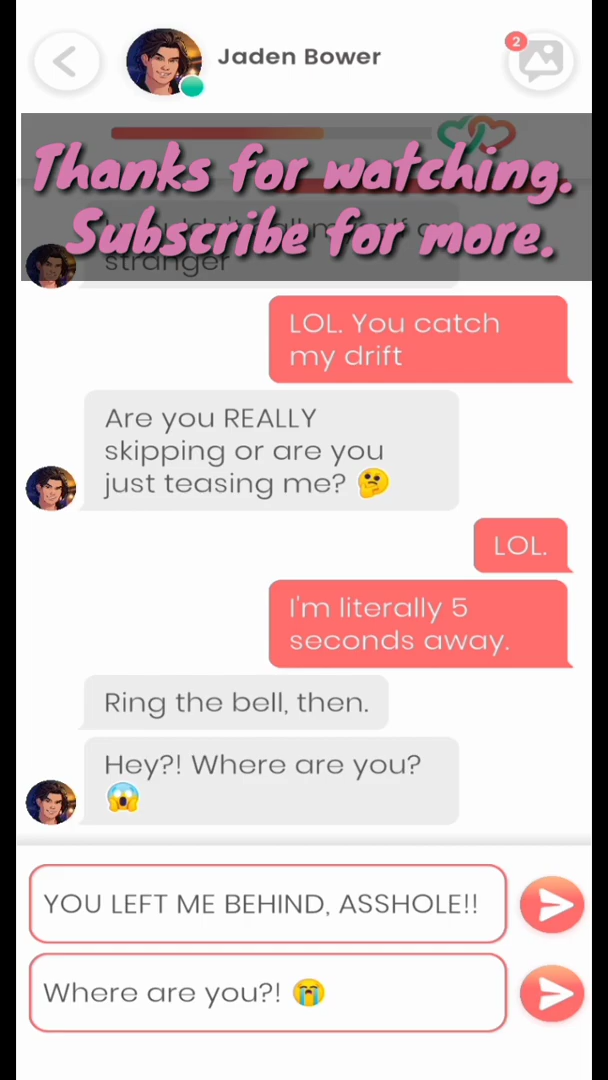 Jaden Bower
2
Thanks for watching.
Subscribe for more.
stranger
LOL. You catch
my drift
Are you REALLY
skipping or are you
just teasing me? 🤔
LOL.
I'm literally 5
seconds away.
Ring the bell, then.
Hey?! Where are you?
😱
YOU LEFT ME BEHIND, ASSHOLE!!
Where are you?! 😭